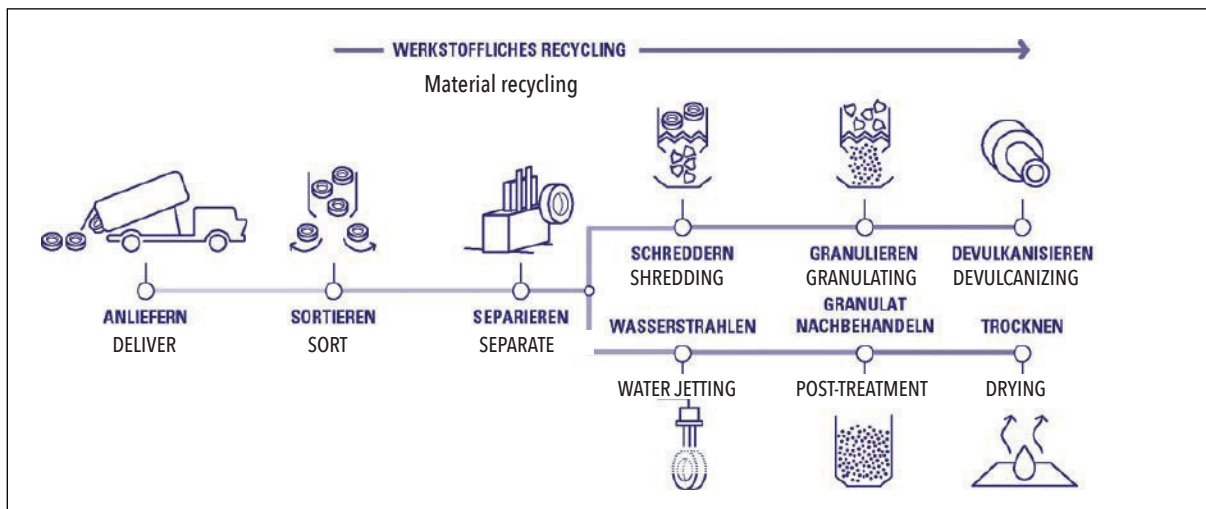 WERKSTOFFLICHES RECYCLING
Material recycling
ANLIEFERN
DELIVER
SORTIEREN
SORT
SEPARIEREN
SEPARATE
SCHREDDERN
SHREDDING
GRANULIEREN
GRANULATING
DEVULKANISIEREN
DEVULCANIZING
WASSERSTRAHLEN
WATER JETTING
GRANULAT
NACHBEHANDELN
POST-TREATMENT
TROCKNEN
DRYING